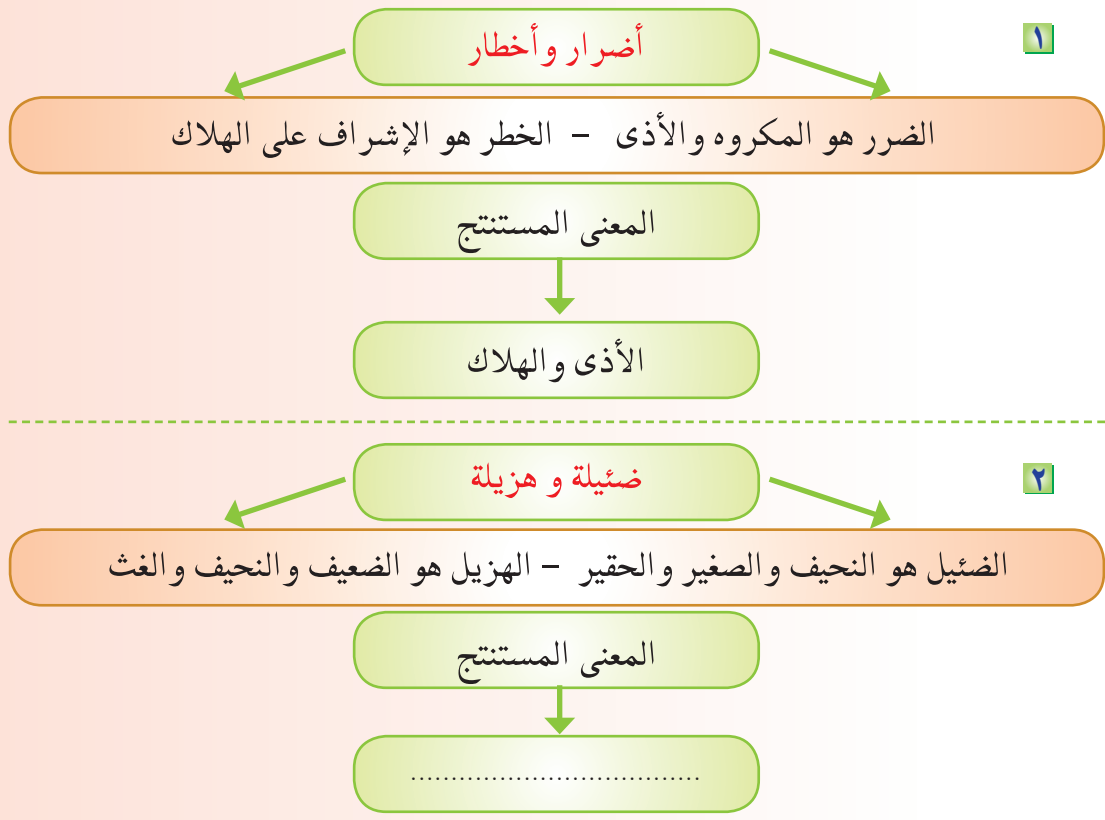 ١
أضرار وأخطار
الضرر هو المكروه والأذى – الخطر هو الإشراف على الهلاك
المعنى المستنتج
الأذى والهلاك
٢
ضئيلة و هزيلة
الضئيل هو النحيف والصغير والحقير – الهزيل هو الضعيف والنحيف والغث
المعنى المستنتج
....................................